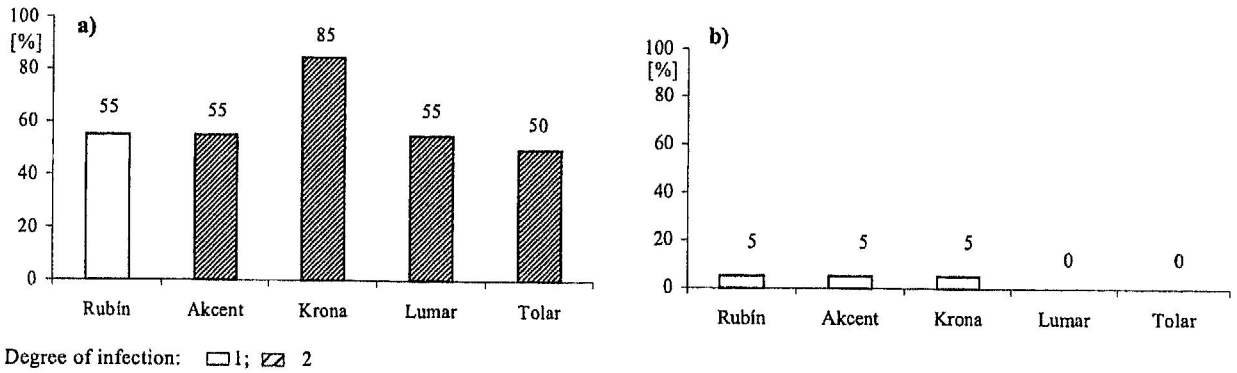 a)
100
[%]
80
60
40
20
0
55
55
85
55
50
Rubín
Akcent
Krona
Lumar
Tolar
b)
100
[%]
80
60
40
20
0
5
5
5
0
0
Rubín
Akcent
Krona
Lumar
Tolar
Degree of infection: 1; 2